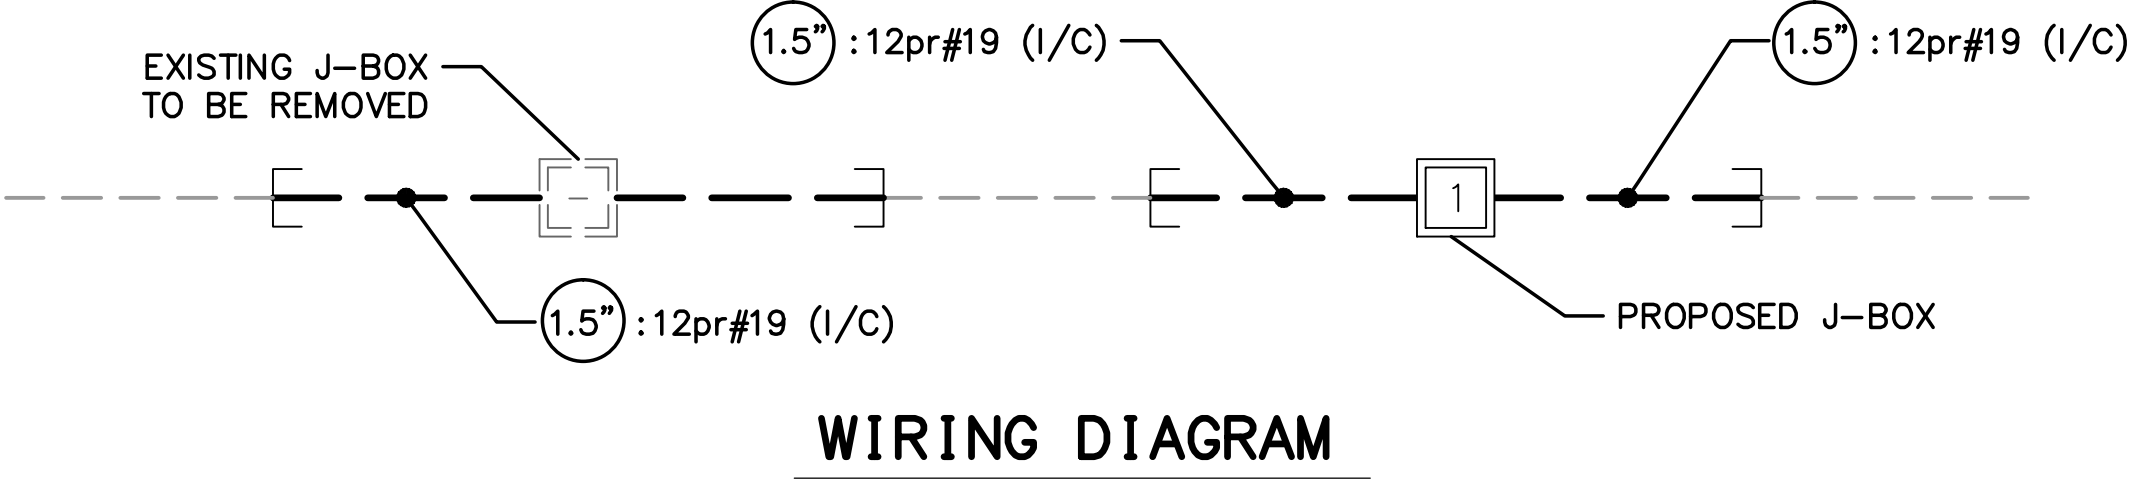 1.5" :12pr#19 (I/C)
1.5" :12pr#19 (I/C)
EXISTING J-BOX
TO BE REMOVED
1
1.5" :12pr#19 (I/C)
PROPOSED J-BOX
WIRING DIAGRAM